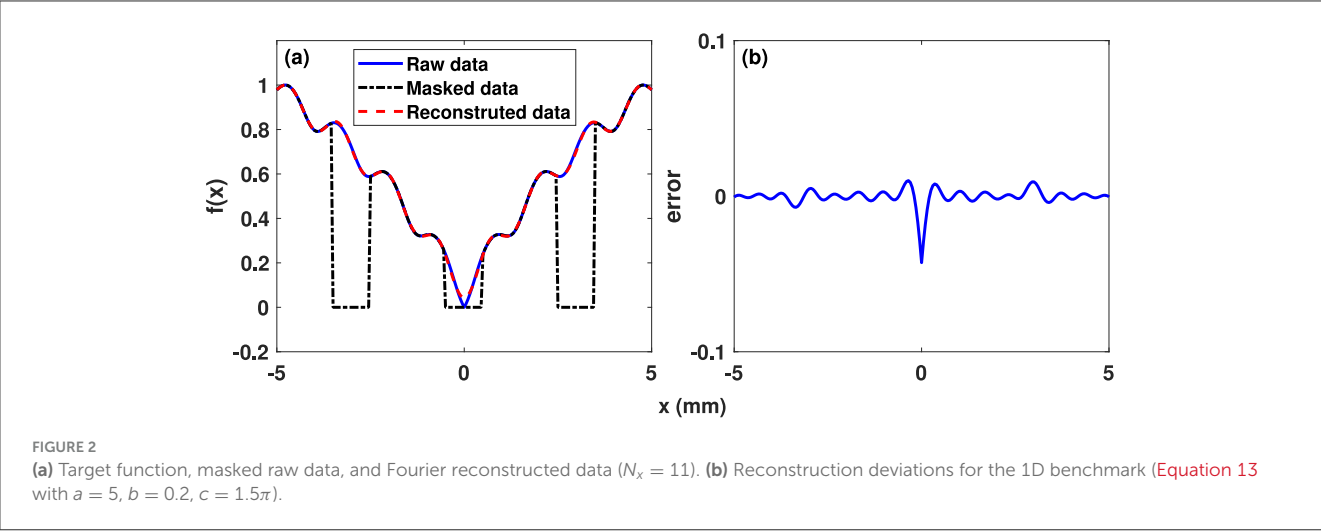 (a)
Raw data
Masked data
Reconstruted data
1
0.8
0.6
0.4
0.2
0
-0.2
f(x)
-5
0
5
(b)
0.1
0
-0.1
error
-5
0
5
x (mm)
FIGURE 2
(a) Target function, masked raw data, and Fourier reconstructed data (Nₓ = 11). (b) Reconstruction deviations for the 1D benchmark (Equation 13
with a = 5, b = 0.2, c = 1.5π).